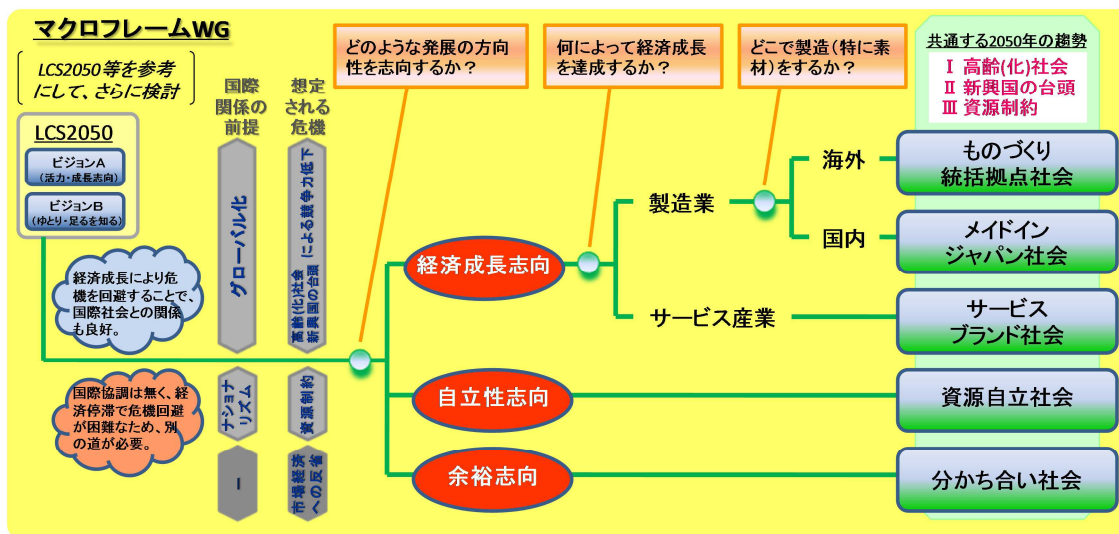 マクロフレームWG
LCS2050等を参考
にして、さらに検討
LCS2050
ビジョンA
(活力・成長志向)
ビジョンB
(ゆとり・足るを知る)
国際
関係の
前提
想定
される
危機
グローバル化
高齢(化)社会
新興国の台頭
による競争力低下
ナショナ
リズム
資源制約
ー
市場経済
への反省
経済成長により危
機を回避することで、
国際社会との関係
も良好。
国際協調は無く、経
済停滞で危機回避
が困難なため、別
の道が必要。
どのような発展の方向
性を志向するか？
何によって経済成長
を達成するか？
どこで製造(特に素
材)をするか？
経済成長志向
自立性志向
余裕志向
製造業
サービス産業
海外
国内
共通する2050年の趨勢
Ⅰ 高齢(化)社会
Ⅱ 新興国の台頭
Ⅲ 資源制約
ものづくり
統括拠点社会
メイドイン
ジャパン社会
サービス
ブランド社会
資源自立社会
分かち合い社会